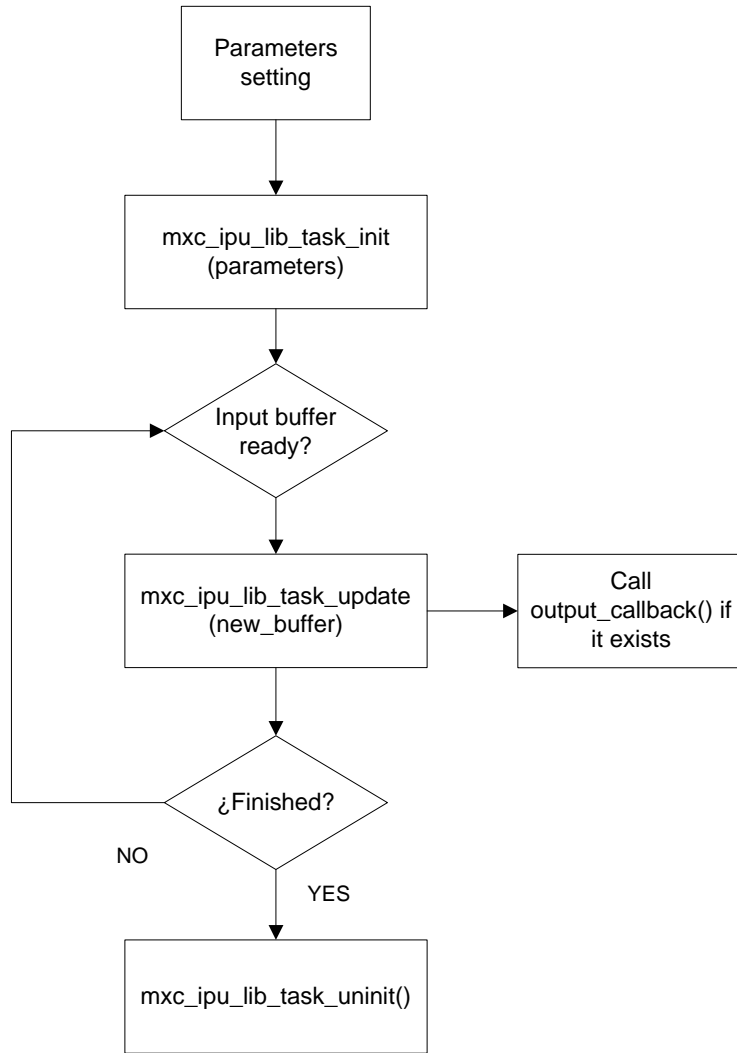 Parameters
setting
mxc_ipu_lib_task_init
(parameters)
Input buffer
ready?
mxc_ipu_lib_task_update
(new_buffer)
Call
output_callback() if
it exists
¿Finished?
NO
YES
mxc_ipu_lib_task_uninit()